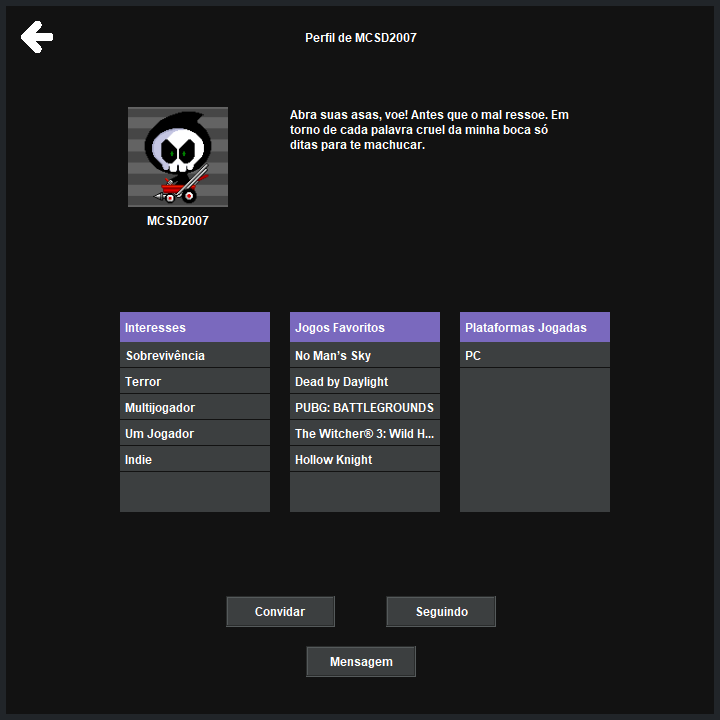 Perfil de MCSD2007
Abra suas asas, voe! Antes que o mal ressoe. Em
torno de cada palavra cruel da minha boca só
ditas para te machucar.
MCSD2007
Interesses
Sobrevivência
Terror
Multijogador
Um Jogador
Indie
Jogos Favoritos
No Man's Sky
Dead by Daylight
PUBG: BATTLEGROUNDS
The Witcher® 3: Wild H...
Hollow Knight
Plataformas Jogadas
PC
Convidar
Seguindo
Mensagem